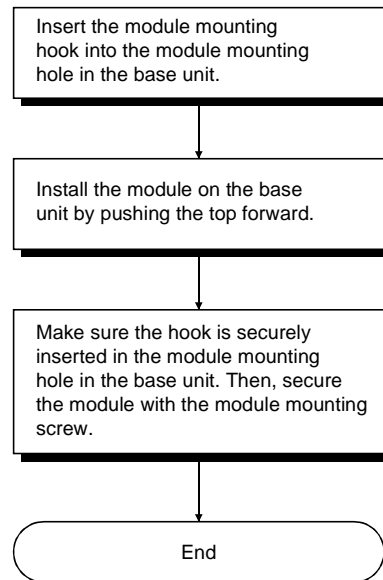 Insert the module mounting
hook into the module mounting
hole in the base unit.
Install the module on the base
unit by pushing the top forward.
Make sure the hook is securely
inserted in the module mounting
hole in the base unit. Then, secure
the module with the module mounting
screw.
End